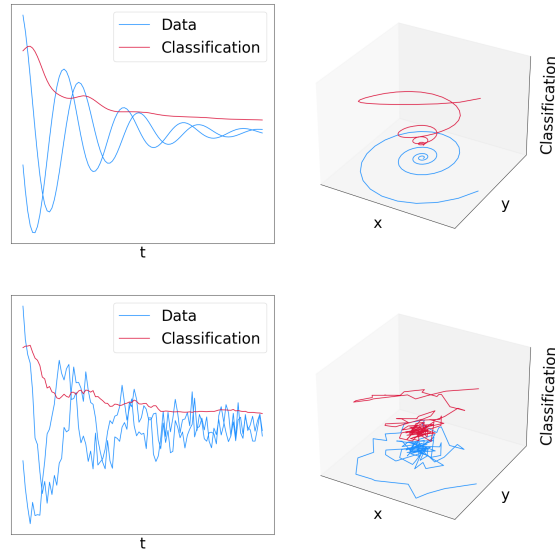 Data
Classification
t
x
y
Classification
Data
Classification
t
x
y
Classification